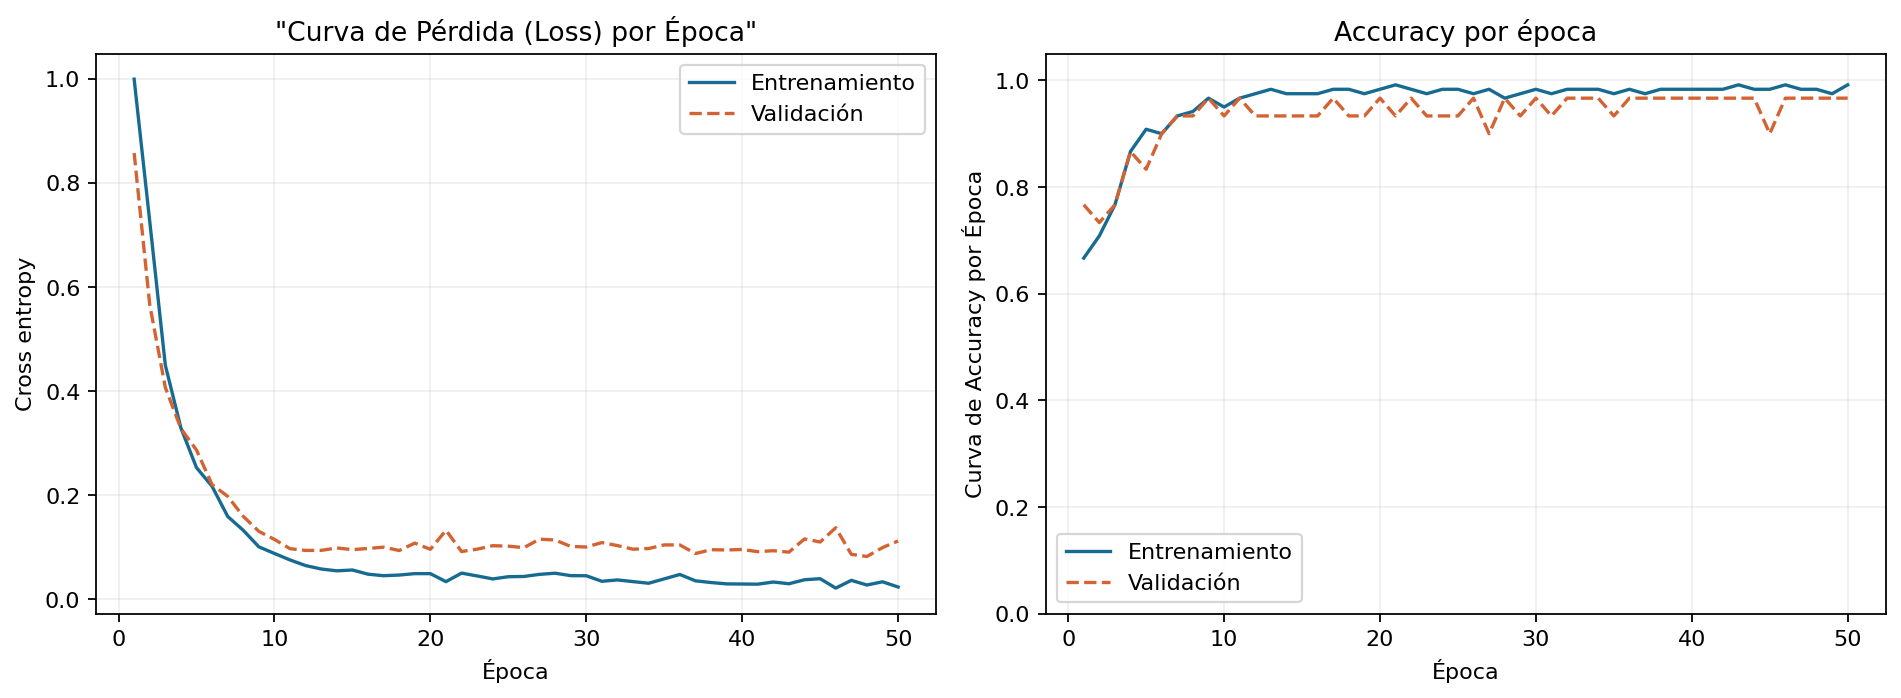 "Curva de Pérdida (Loss) por Época"
1.0
0.8
0.6
0.4
0.2
0.0
Cross entropy
Entrenamiento
Validación
0 10 20 30 40 50
Época
Accuracy por época
1.0
0.8
0.6
0.4
0.2
0.0
Curva de Accuracy por Época
Entrenamiento
Validación
0 10 20 30 40 50
Época